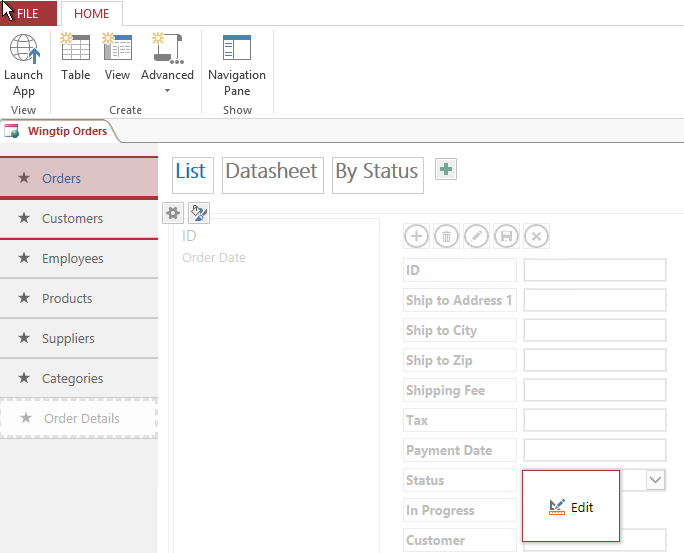 FILE HOME
Launch App
Table
View
Advanced
Navigation Pane
View Create Show
Wingtip Orders
Orders
Customers
Employees
Products
Suppliers
Categories
Order Details
List Datasheet By Status
ID
Order Date
ID
Ship to Address 1
Ship to City
Ship to Zip
Shipping Fee
Tax
Payment Date
Status
In Progress
Customer
Edit